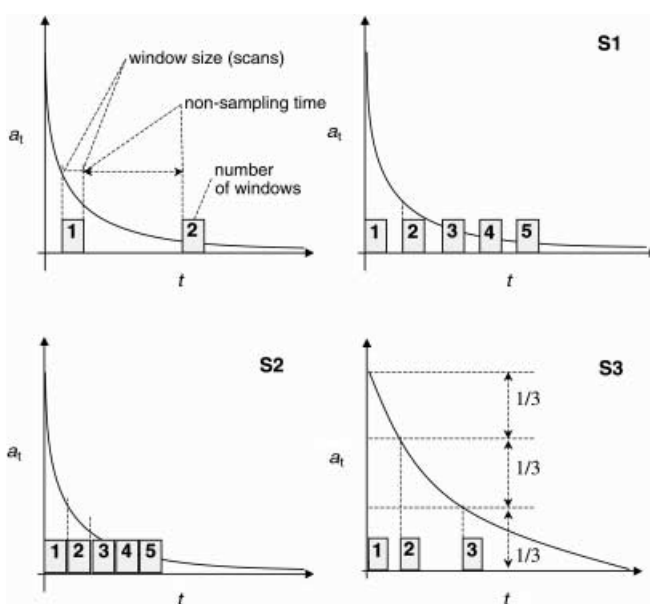 window size (scans)
non-sampling time
a_t
number
of windows
1
2
t
S1
a_t
1 2 3 4 5
t
S2
a_t
1 2 3 4 5
t
S3
1/3
a_t
1/3
1 2 3
1/3
t